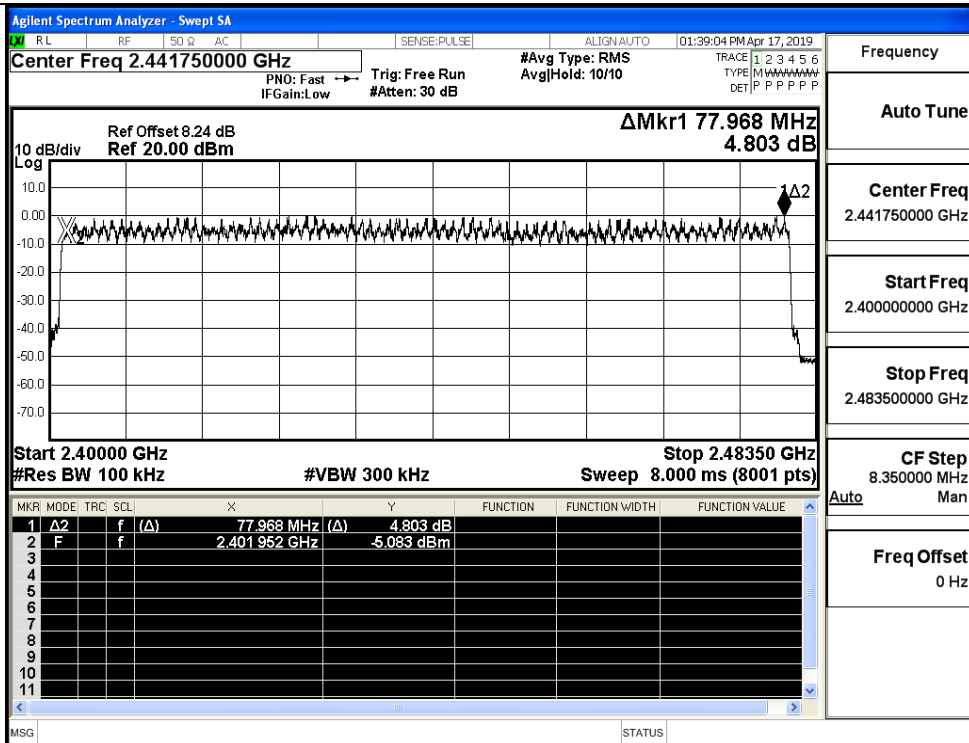 Agilent Spectrum Analyzer - Swept SA
LXI RL RF 50 Ω AC SENSE:PULSE ALIGN AUTO 01:39:04 PM Apr 17, 2019
Center Freq 2.441750000 GHz
PNO: Fast
IFGain:Low
Trig: Free Run
#Atten: 30 dB
#Avg Type: RMS
Avg|Hold: 10/10
TRACE 1 2 3 4 5 6
TYPE M WWWWW
DET P P P P P P
ΔMkr1 77.968 MHz
4.803 dB
Ref Offset 8.24 dB
10 dB/div Ref 20.00 dBm
Log
10.0
0.00
-10.0
-20.0
-30.0
-40.0
-50.0
-60.0
-70.0
1Δ2
2
Start 2.40000 GHz Stop 2.48350 GHz
#Res BW 100 kHz #VBW 300 kHz Sweep 8.000 ms (8001 pts)
MKR MODE TRC SCL X Y FUNCTION FUNCTION WIDTH FUNCTION VALUE
1 Δ2 f (Δ) 77.968 MHz (Δ) 4.803 dB
2 F f 2.401 952 GHz -5.083 dBm
3
4
5
6
7
8
9
10
11
MSG STATUS
Frequency
Auto Tune
Center Freq
2.441750000 GHz
Start Freq
2.400000000 GHz
Stop Freq
2.483500000 GHz
CF Step
8.350000 MHz
Auto Man
Freq Offset
0 Hz